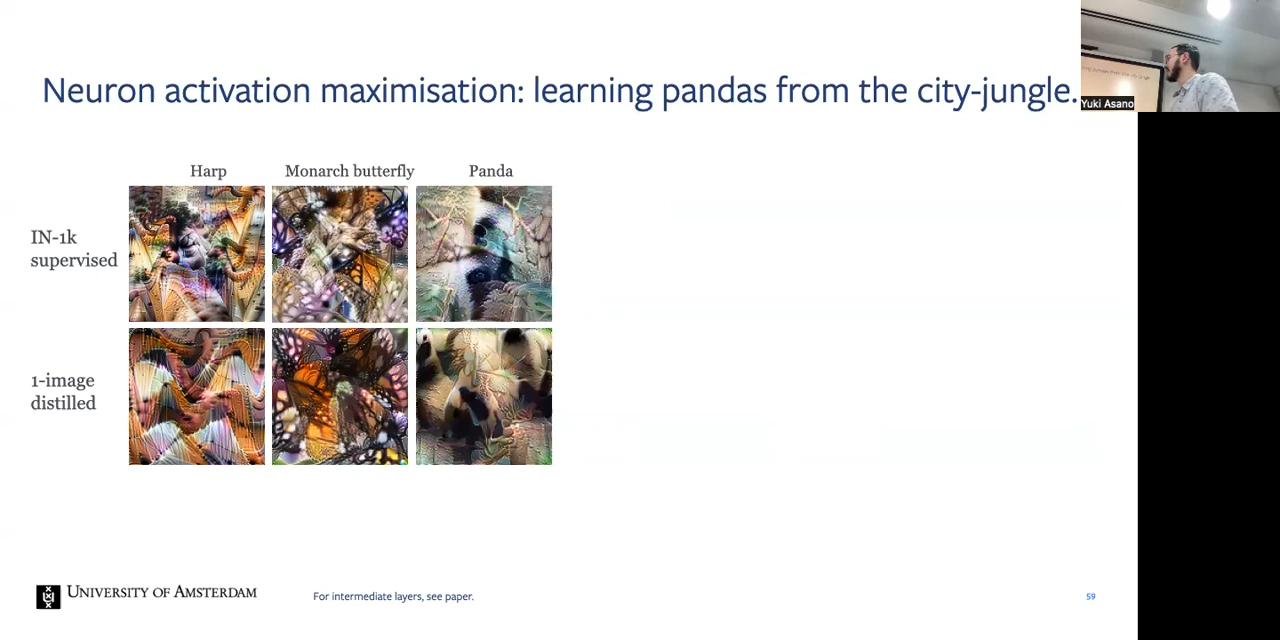 Neuron activation maximisation: learning pandas from the city-jungle.
Yuki Asano
Harp
Monarch butterfly
Panda
IN-1k
supervised
1-image
distilled
UNIVERSITY OF AMSTERDAM
For intermediate layers, see paper.
59